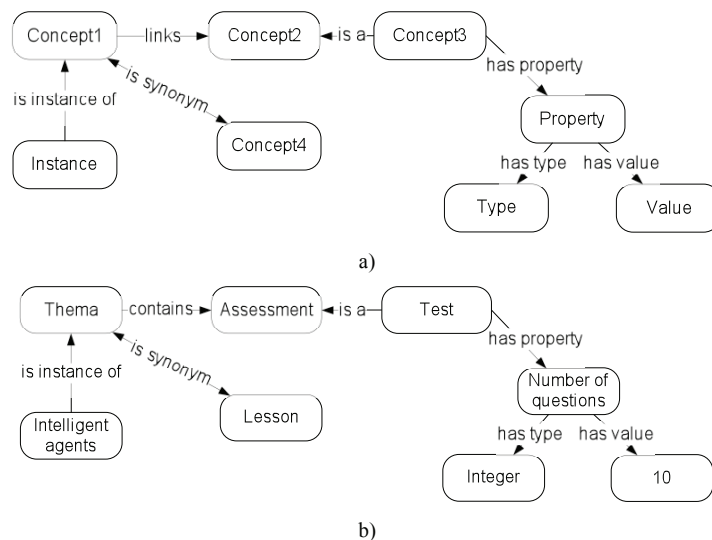 Concept1
links
Concept2
is a
Concept3
has property
is instance of
is synonym
Property
Instance
Concept4
has type
has value
Type
Value
a)
Thema
contains
Assessment
is a
Test
has property
is instance of
is synonym
Number of
questions
Intelligent
agents
Lesson
has type
has value
Integer
10
b)